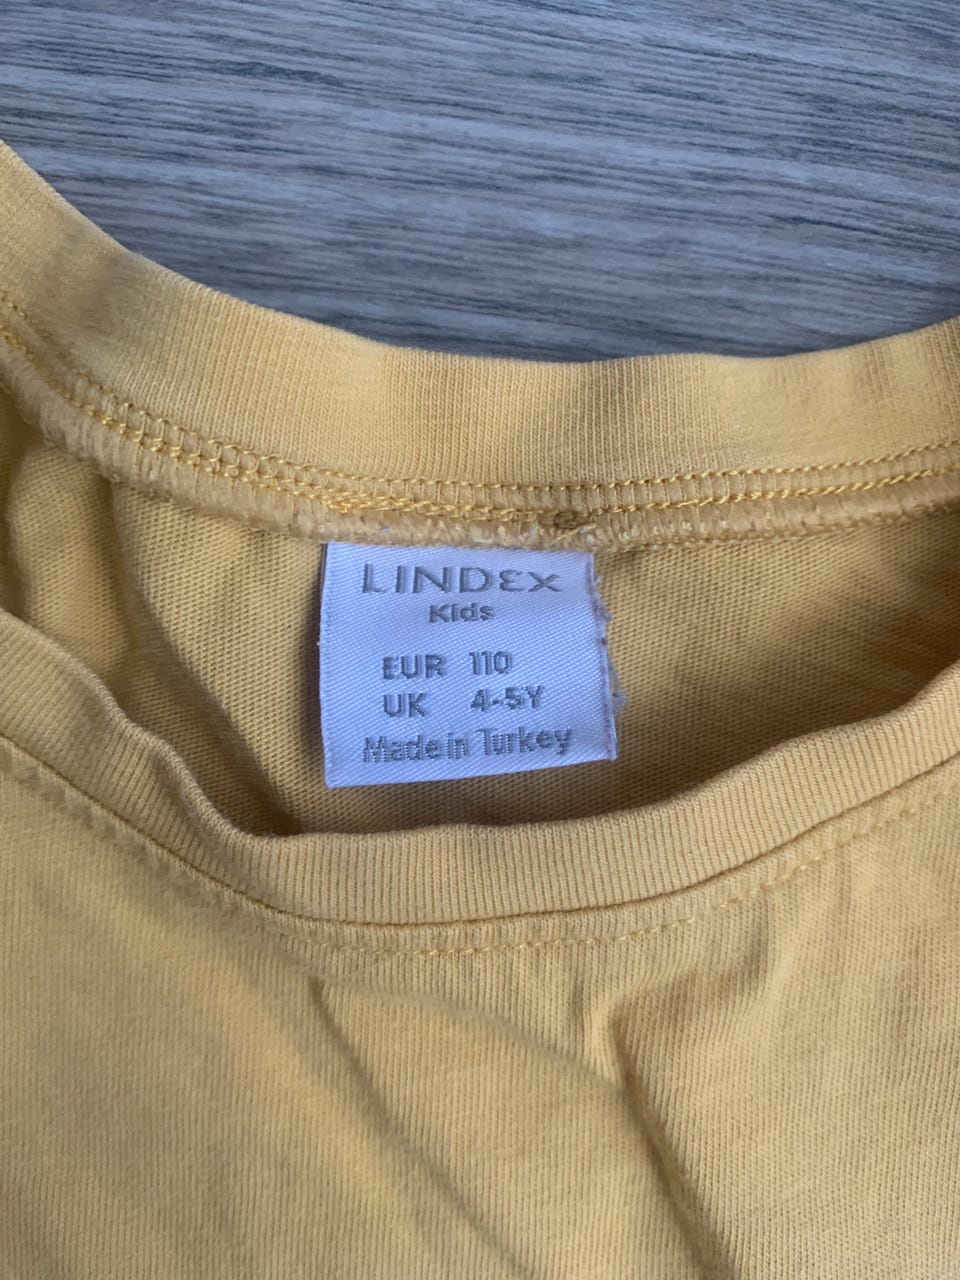 LINDEX
Kids
EUR 110
UK 4-5Y
Made in Turkey